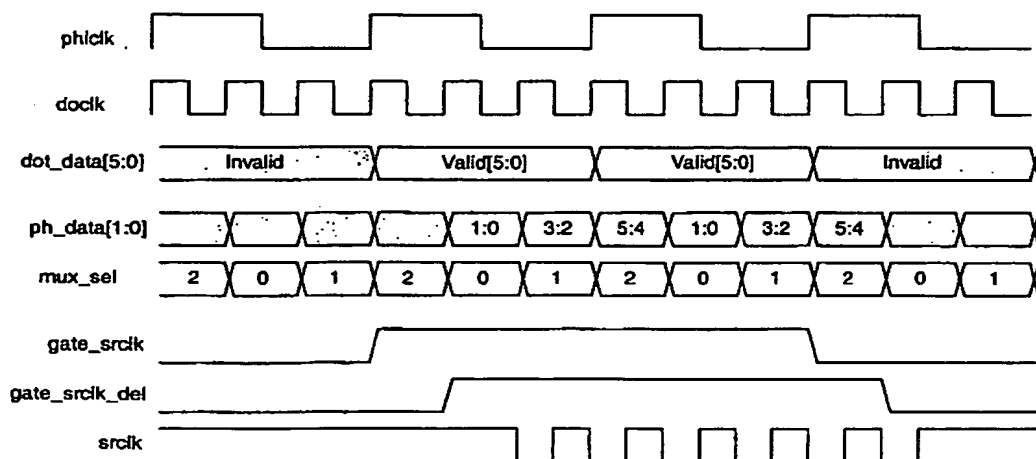 phiclk
doclk
dot_data[5:0] Invalid Valid[5:0] Valid[5:0] Invalid
ph_data[1:0] 1:0 3:2 5:4 1:0 3:2 5:4
mux_sel 2 0 1 2 0 1 2 0 1 2 0 1
gate_srclk
gate_srclk_del
srclk